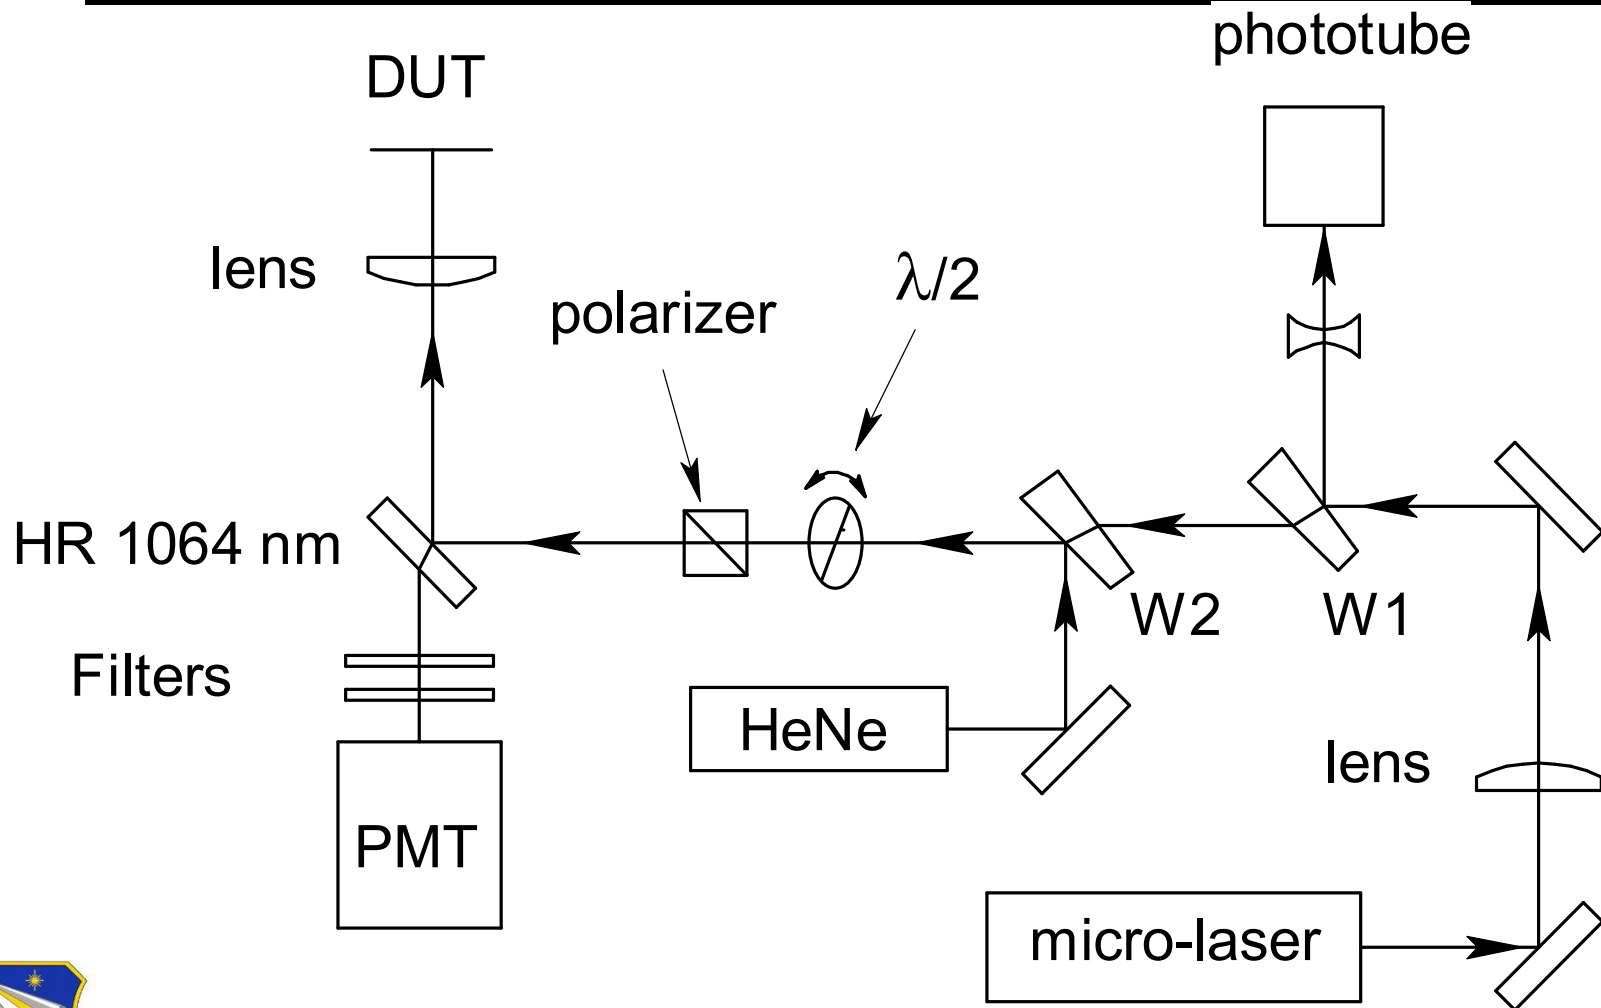 phototube
DUT
lens
λ/2
polarizer
HR 1064 nm
W2
W1
Filters
HeNe
lens
PMT
micro-laser